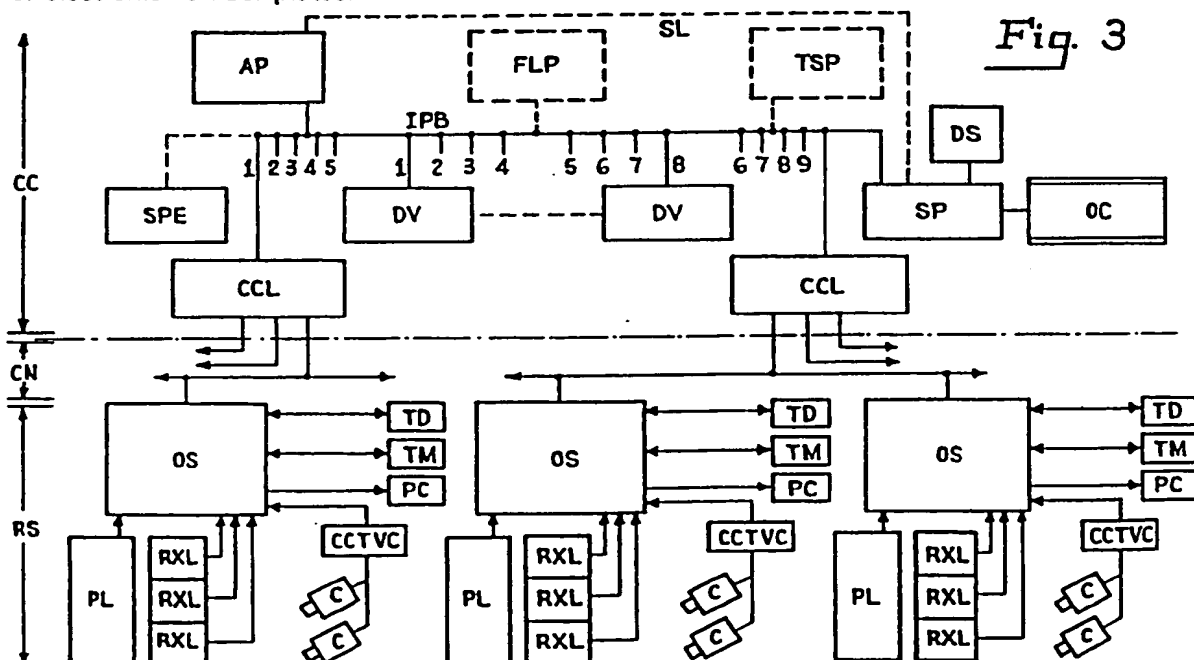 SL
Fig. 3
AP
FLP
TSP
IPB
DS
1 2 3 4 5
1 2 3 4
5 6 7 8
6 7 8 9
CC
SPE
DV
DV
SP
OC
CCL
CCL
CN
RS
OS
TD
TM
PC
CCTVC
PL
RXL
RXL
RXL
C
C
OS
TD
TM
PC
CCTVC
PL
RXL
RXL
RXL
C
C
OS
TD
TM
PC
CCTVC
PL
RXL
RXL
RXL
C
C